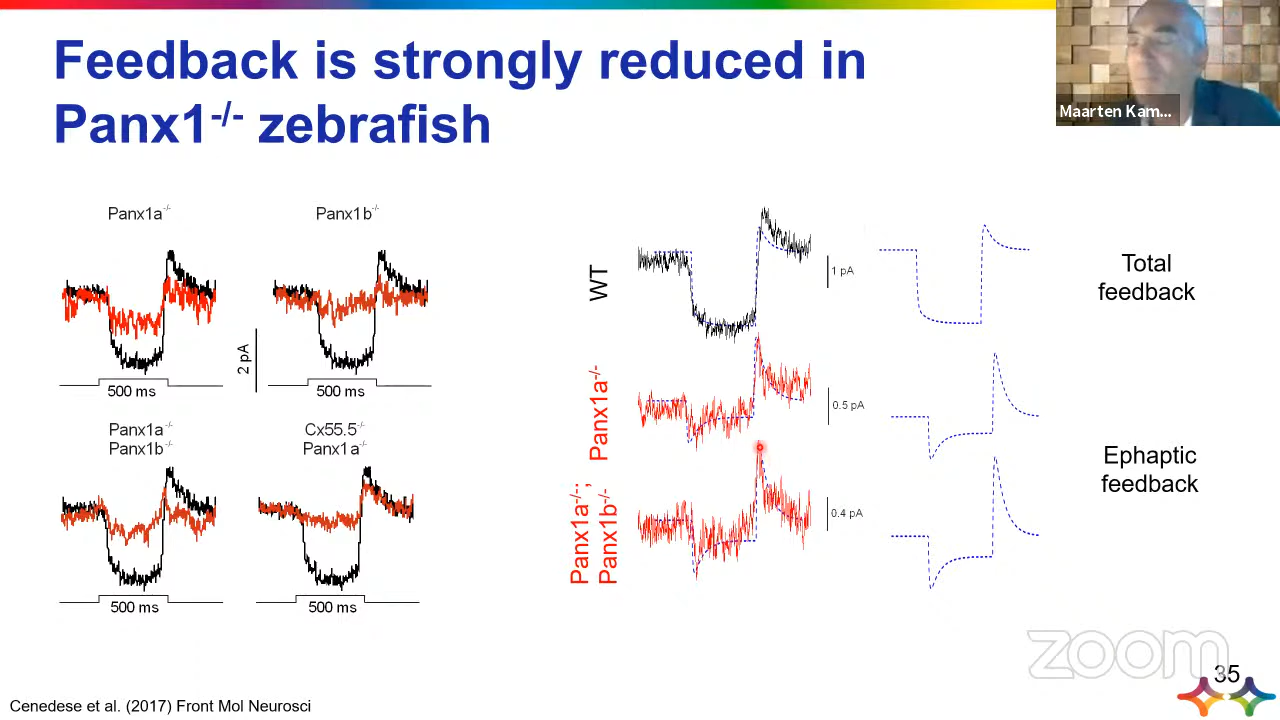 Feedback is strongly reduced in
Panx1-/- zebrafish
Maarten Kam...
Panx1a-/-
Panx1b-/-
2 pA
500 ms
500 ms
Panx1a-/-
Panx1b-/-
Cx55.5-/-
Panx1a-/-
500 ms
500 ms
WT
1 pA
Total
feedback
Panx1a-/-
0.5 pA
Panx1a-/-;
Panx1b-/-
0.4 pA
Ephaptic
feedback
zoom
35
Cenedese et al. (2017) Front Mol Neurosci